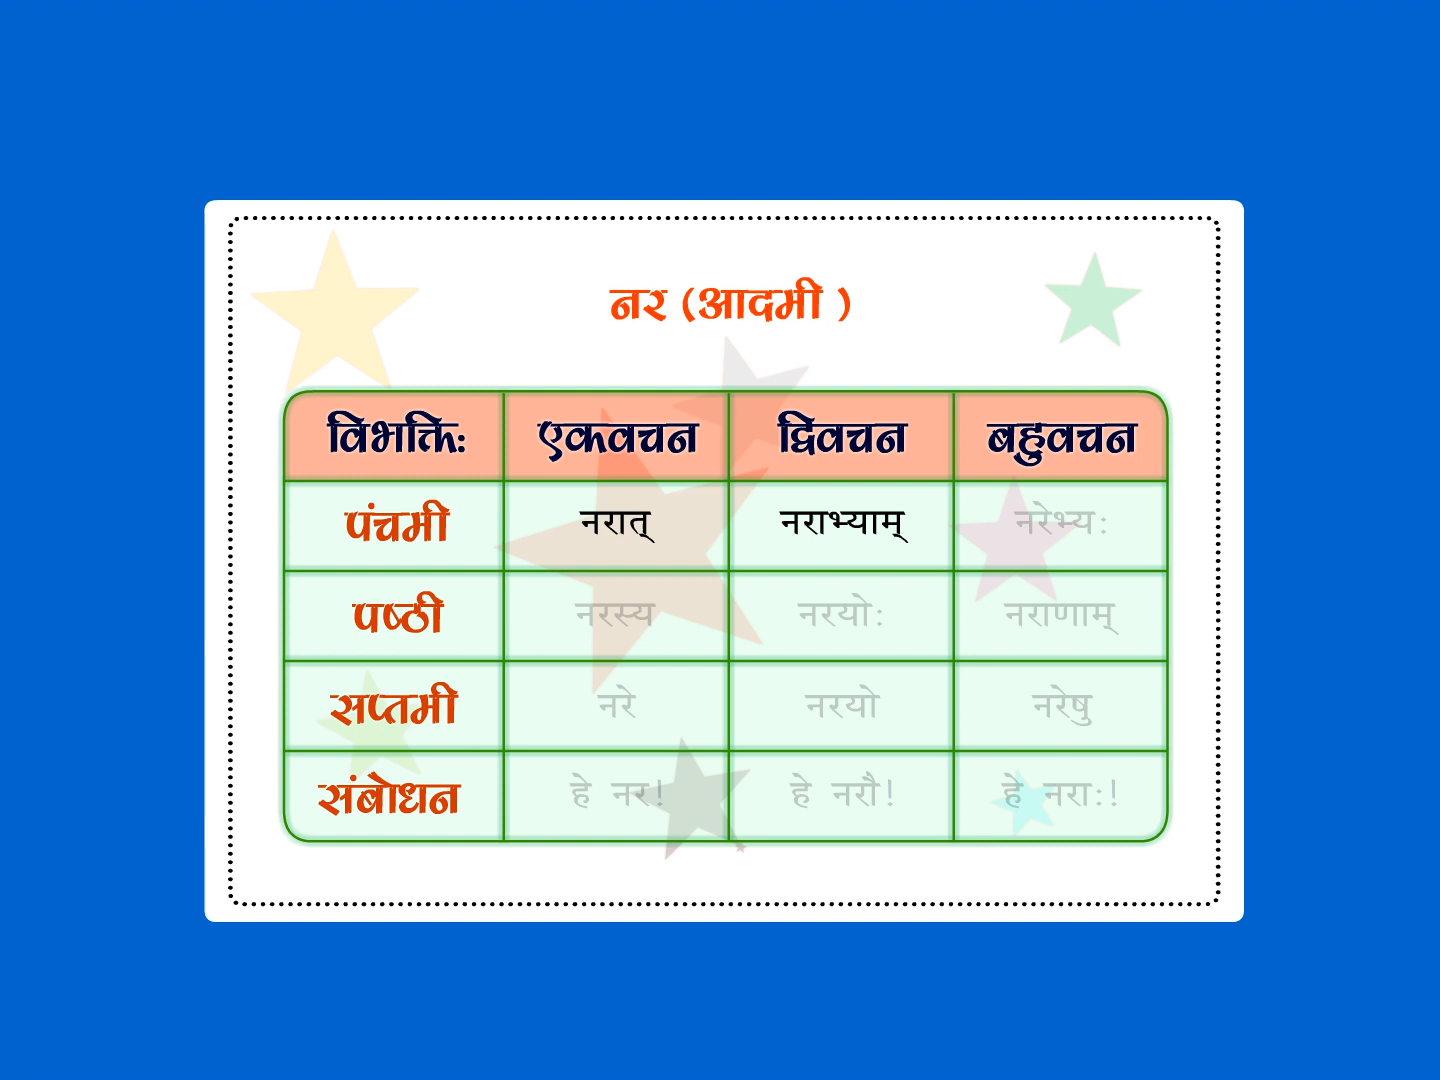 नर (आदमी )
विभक्ति: एकवचन द्विवचन बहुवचन
पंचमी नरात् नराभ्याम् नरेभ्यः
षष्ठी नरस्य नरयोः नराणाम्
सप्तमी नरे नरयो नरेषु
संबोधन हे नर! हे नरौ! हे नराः!